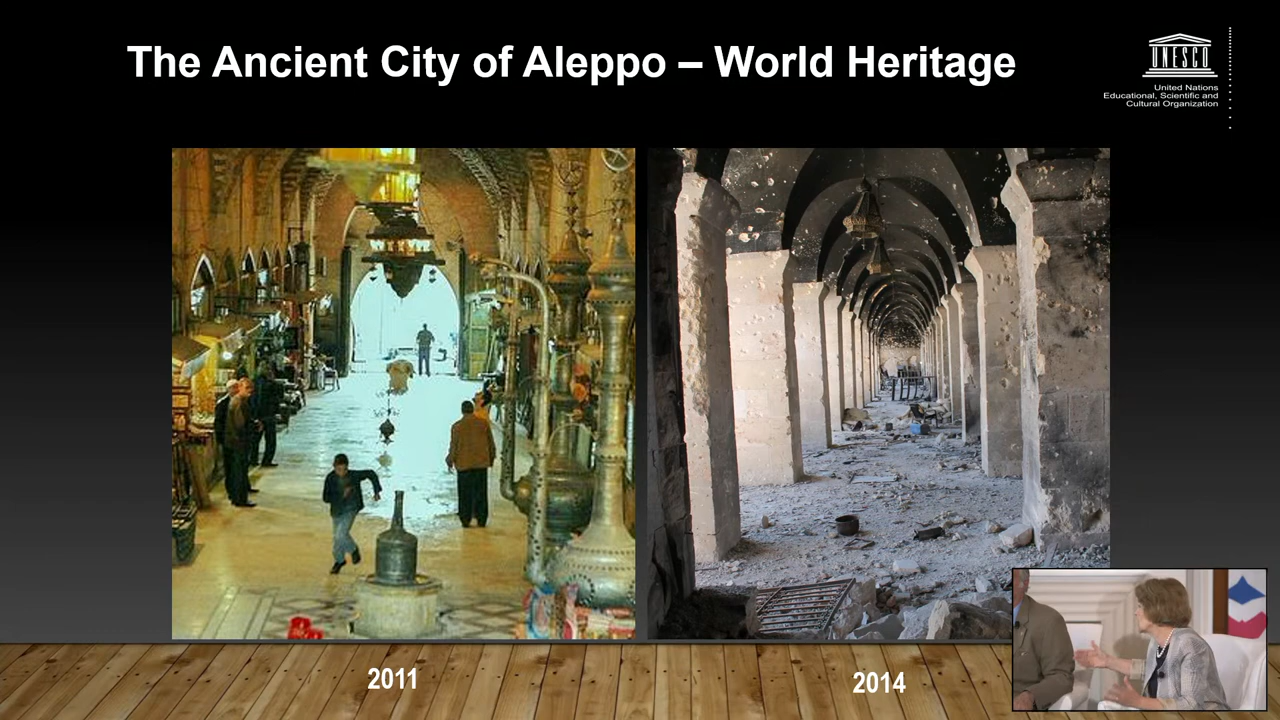 The Ancient City of Aleppo – World Heritage
UNESCO
United Nations
Educational, Scientific and
Cultural Organization
2011
2014